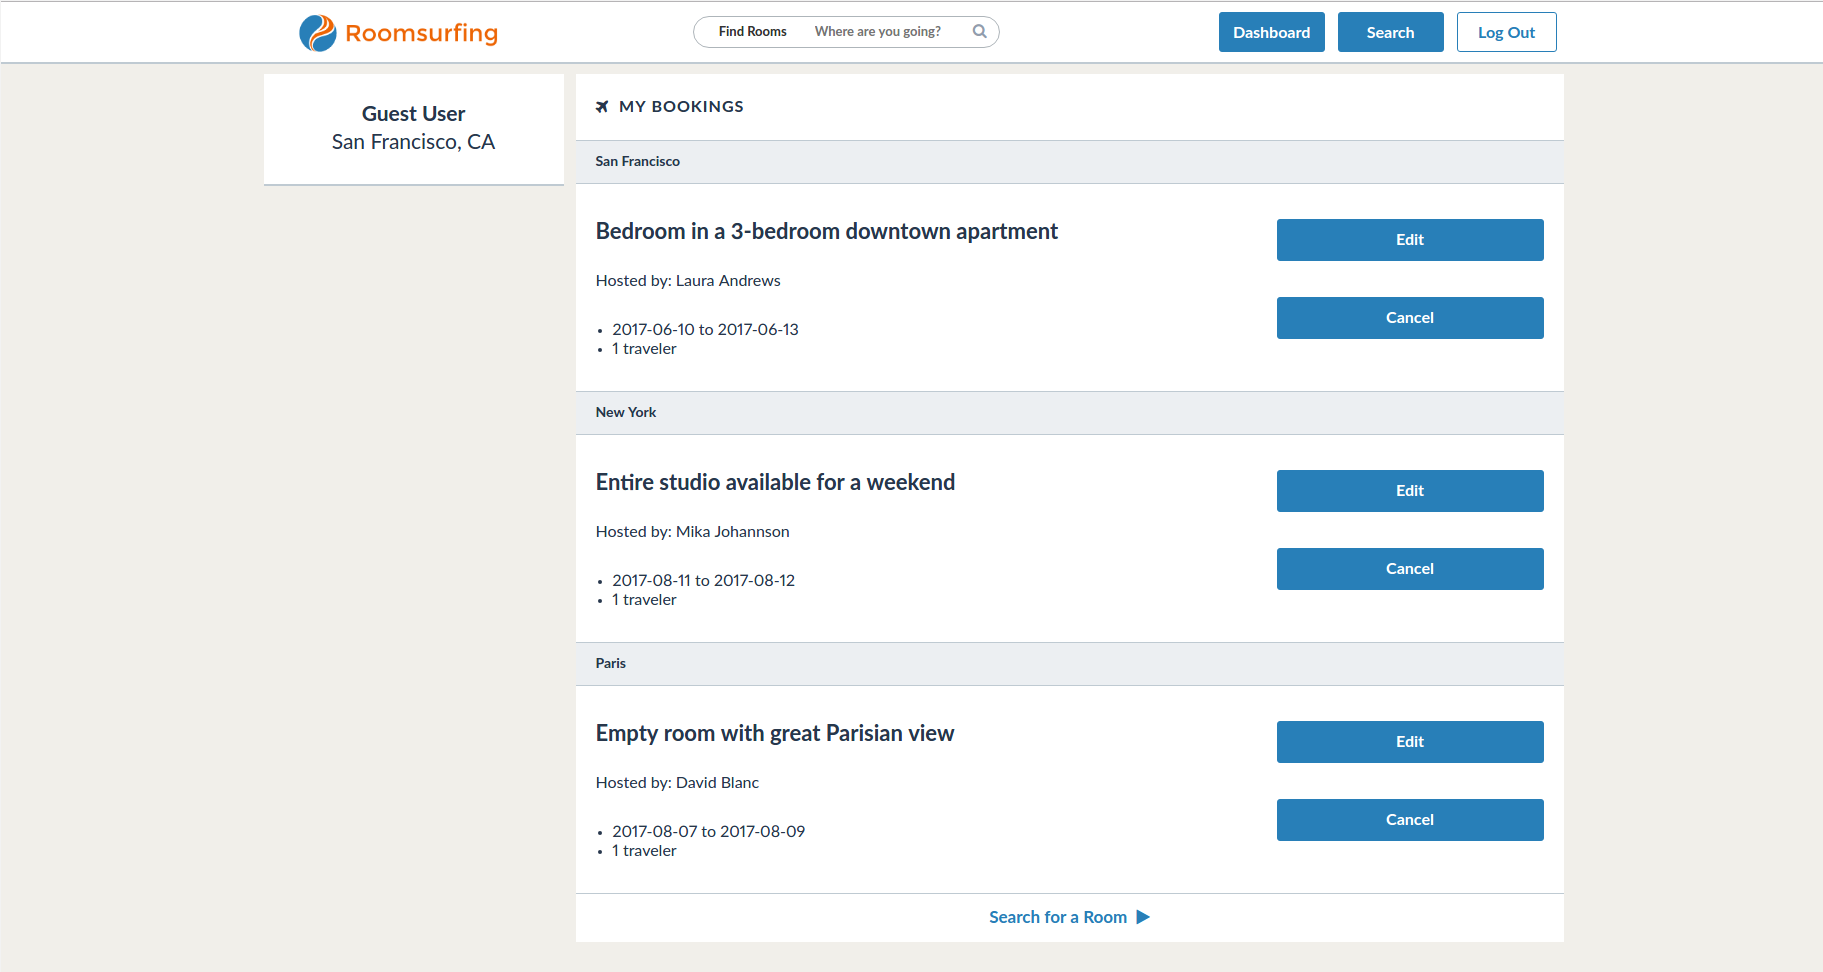 Roomsurfing
Find Rooms Where are you going?
Dashboard
Search
Log Out
Guest User
San Francisco, CA
MY BOOKINGS
San Francisco
Bedroom in a 3-bedroom downtown apartment
Hosted by: Laura Andrews
• 2017-06-10 to 2017-06-13
• 1 traveler
Edit
Cancel
New York
Entire studio available for a weekend
Hosted by: Mika Johannson
• 2017-08-11 to 2017-08-12
• 1 traveler
Edit
Cancel
Paris
Empty room with great Parisian view
Hosted by: David Blanc
• 2017-08-07 to 2017-08-09
• 1 traveler
Edit
Cancel
Search for a Room